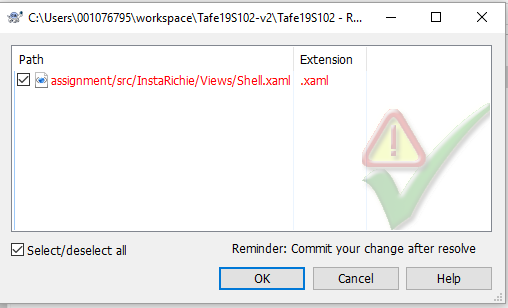 C:\Users\001076795\workspace\Tafe19S102-v2\Tafe19S102 - R...
Path Extension
assignment/src/InstaRichie/Views/Shell.xaml .xaml
Select/deselect all Reminder: Commit your change after resolve
OK Cancel Help